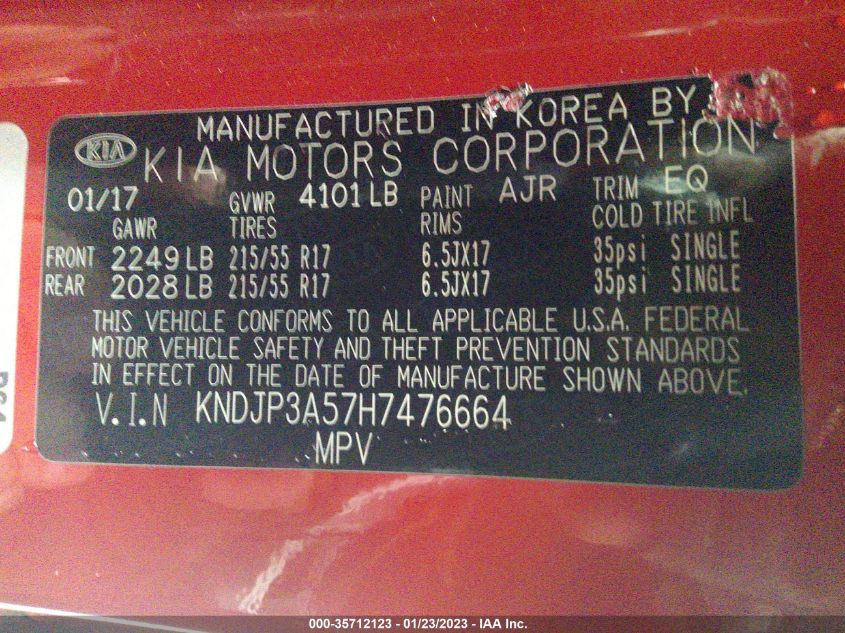 MANUFACTURED IN KOREA BY
KIA KIA MOTORS CORPORATION
01/17 GVWR 4101 LB PAINT AJR TRIM EQ
GAWR TIRES RIMS COLD TIRE INFL
FRONT 2249 LB 215/55 R17 6.5JX17 35psi SINGLE
REAR 2028 LB 215/55 R17 6.5JX17 35psi SINGLE
THIS VEHICLE CONFORMS TO ALL APPLICABLE U.S.A. FEDERAL
MOTOR VEHICLE SAFETY AND THEFT PREVENTION STANDARDS
IN EFFECT ON THE DATE OF MANUFACTURE SHOWN ABOVE.
V.I.N KNDJP3A57H7476664
MPV
000-35712123 - 01/23/2023 - IAA Inc.